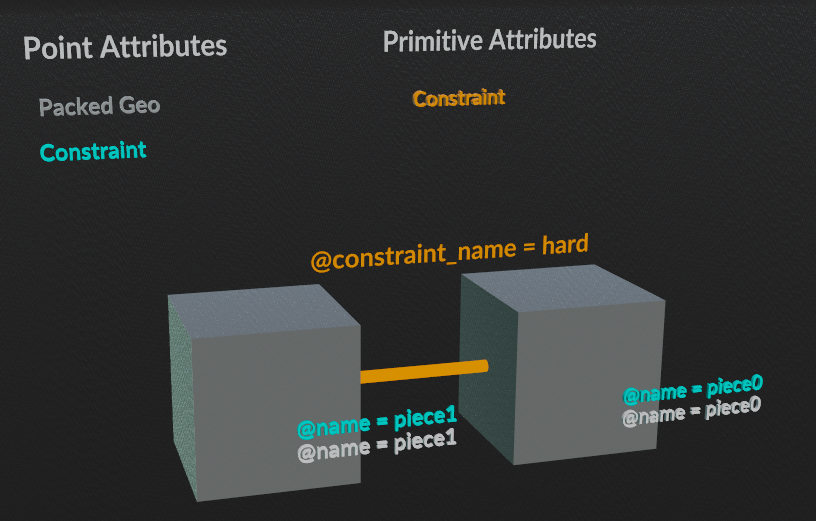 Point Attributes
Primitive Attributes
Packed Geo
Constraint
Constraint
@constraint_name = hard
@name = piece0
@name = piece0
@name = piece1
@name = piece1